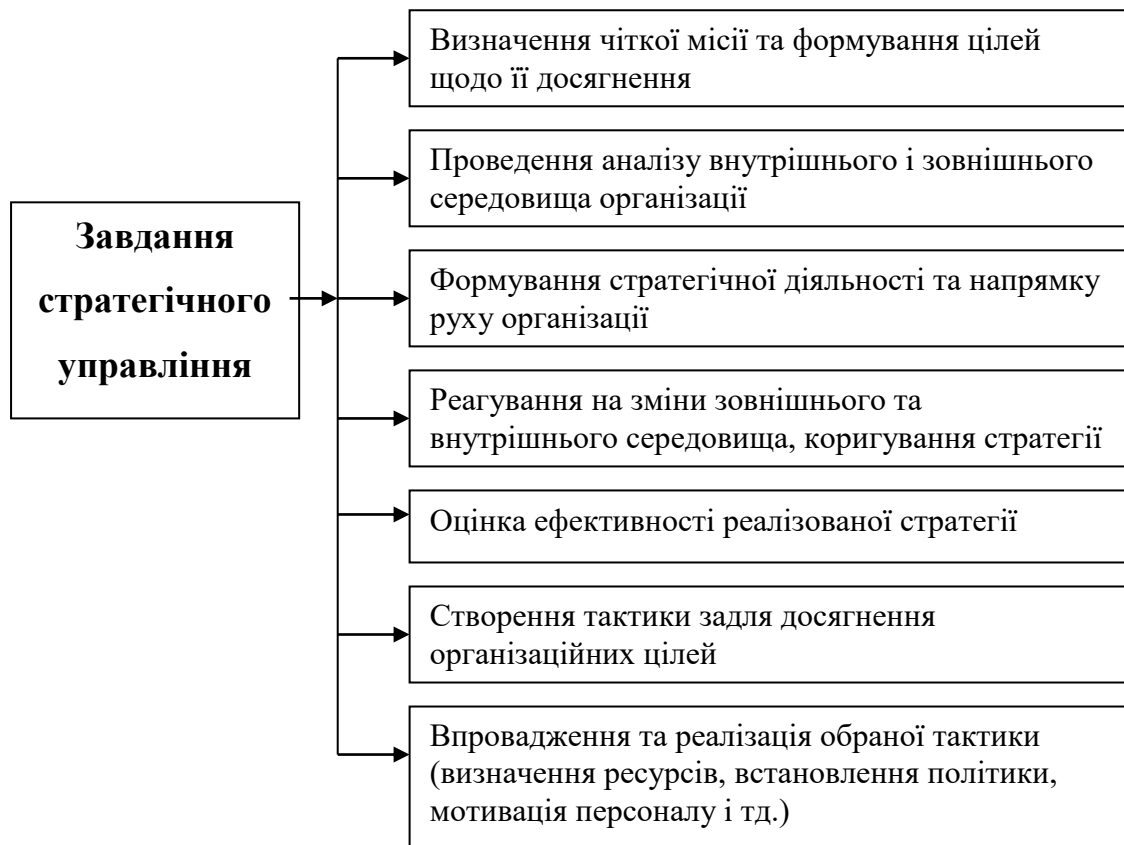 Завдання
стратегічного
управління
Визначення чіткої місії та формування цілей
щодо її досягнення
Проведення аналізу внутрішнього і зовнішнього
середовища організації
Формування стратегічної діяльності та напрямку
руху організації
Реагування на зміни зовнішнього та
внутрішнього середовища, коригування стратегії
Оцінка ефективності реалізованої стратегії
Створення тактики задля досягнення
організаційних цілей
Впровадження та реалізація обраної тактики
(визначення ресурсів, встановлення політики,
мотивація персоналу і тд.)